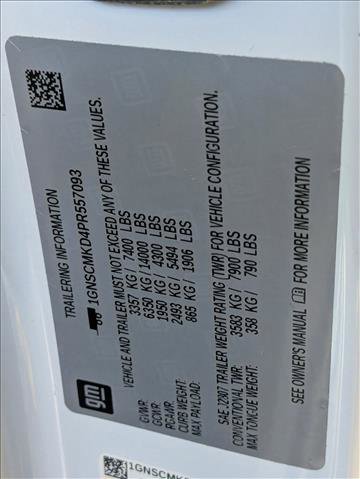 gm
TRAILERING INFORMATION
1GNSCMKD4PR557093
VEHICLE AND TRAILER MUST NOT EXCEED ANY OF THESE VALUES.
GVWR: 3357 KG / 7400 LBS
GCWR: 6350 KG / 14000 LBS
RGAWR: 1950 KG / 4300 LBS
CURB WEIGHT: 2493 KG / 5494 LBS
MAX PAYLOAD: 865 KG / 1906 LBS
SAE J2807 TRAILER WEIGHT RATING (TWR) FOR VEHICLE CONFIGURATION.
CONVENTIONAL TWR: 3583 KG / 7900 LBS
MAX TONGUE WEIGHT: 358 KG / 790 LBS
SEE OWNER'S MANUAL FOR MORE INFORMATION